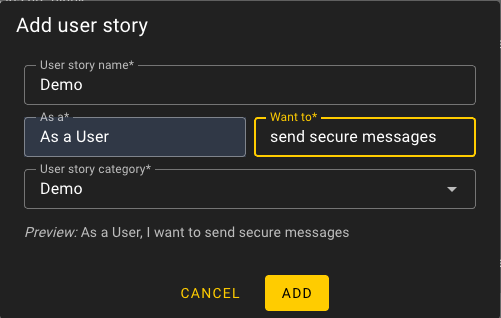 Add user story
User story name*
Demo
As a* Want to*
As a User send secure messages
User story category*
Demo
Preview: As a User, I want to send secure messages
CANCEL ADD